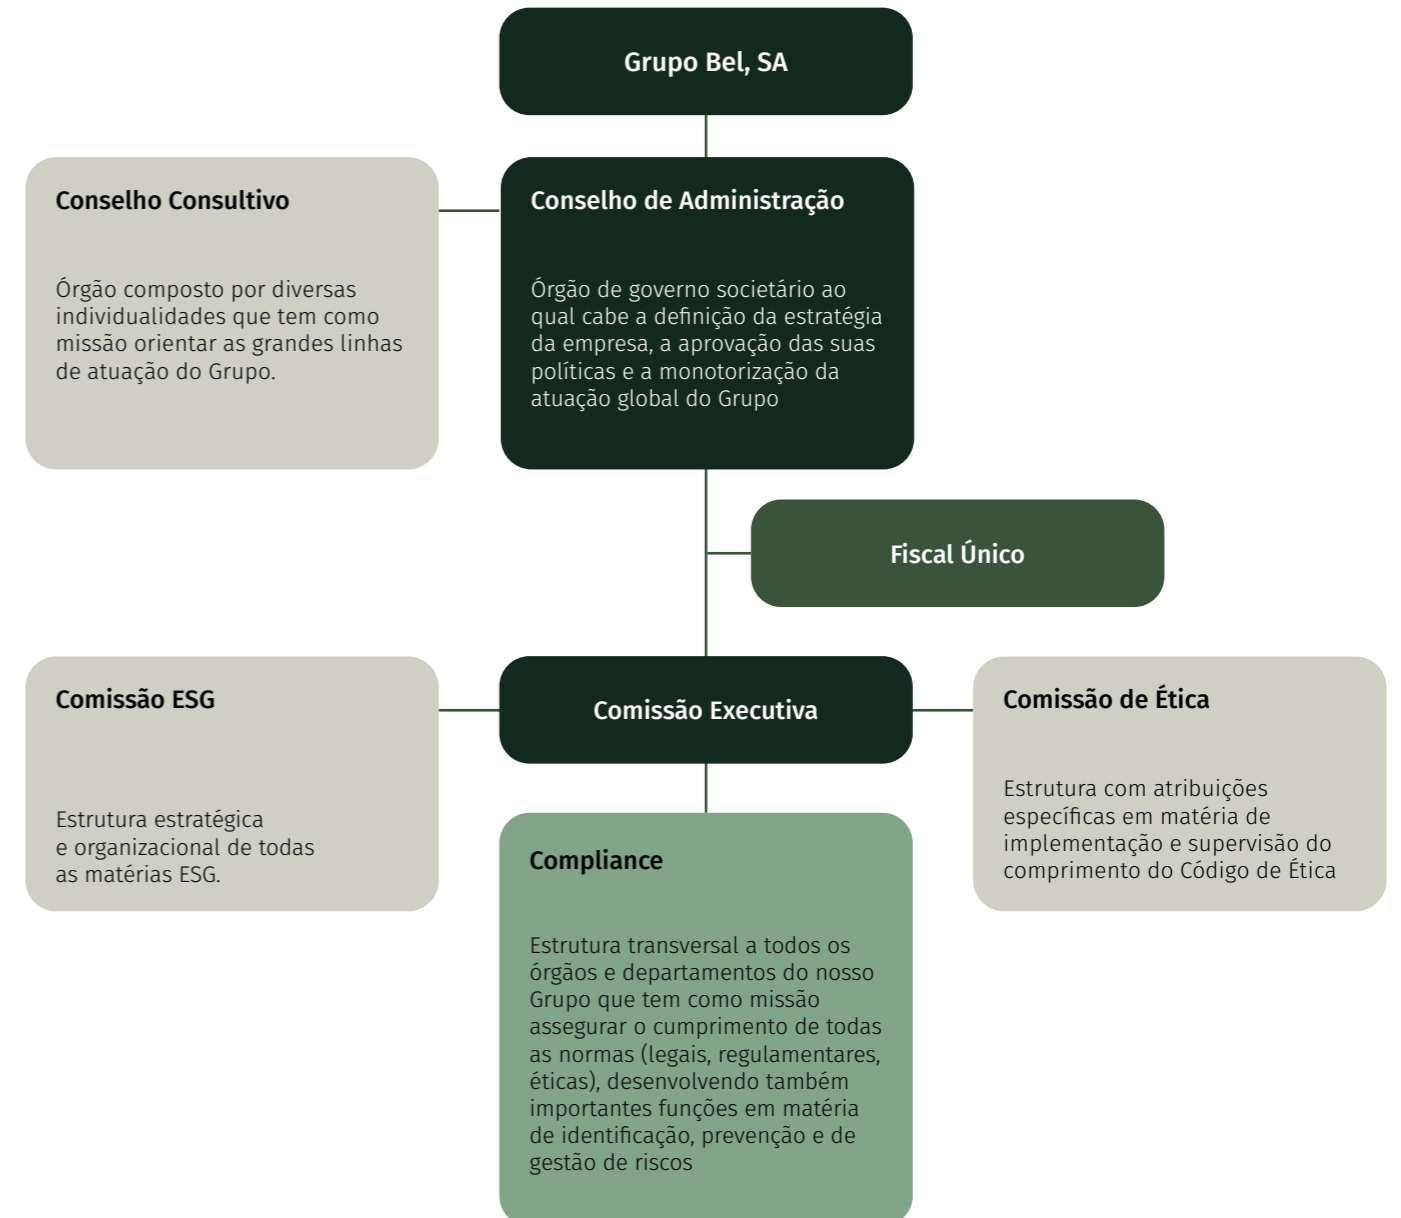 Grupo Bel, SA
Conselho Consultivo
Órgão composto por diversas
individualidades que tem como
missão orientar as grandes linhas
de atuação do Grupo.
Conselho de Administração
Órgão de governo societário ao
qual cabe a definição da estratégia
da empresa, a aprovação das suas
políticas e a monotorização da
atuação global do Grupo
Fiscal Único
Comissão ESG
Estrutura estratégica
e organizacional de todas
as matérias ESG.
Comissão Executiva
Comissão de Ética
Estrutura com atribuições
específicas em matéria de
implementação e supervisão do
comprimento do Código de Ética
Compliance
Estrutura transversal a todos os
órgãos e departamentos do nosso
Grupo que tem como missão
assegurar o cumprimento de todas
as normas (legais, regulamentares,
éticas), desenvolvendo também
importantes funções em matéria
de identificação, prevenção e de
gestão de riscos